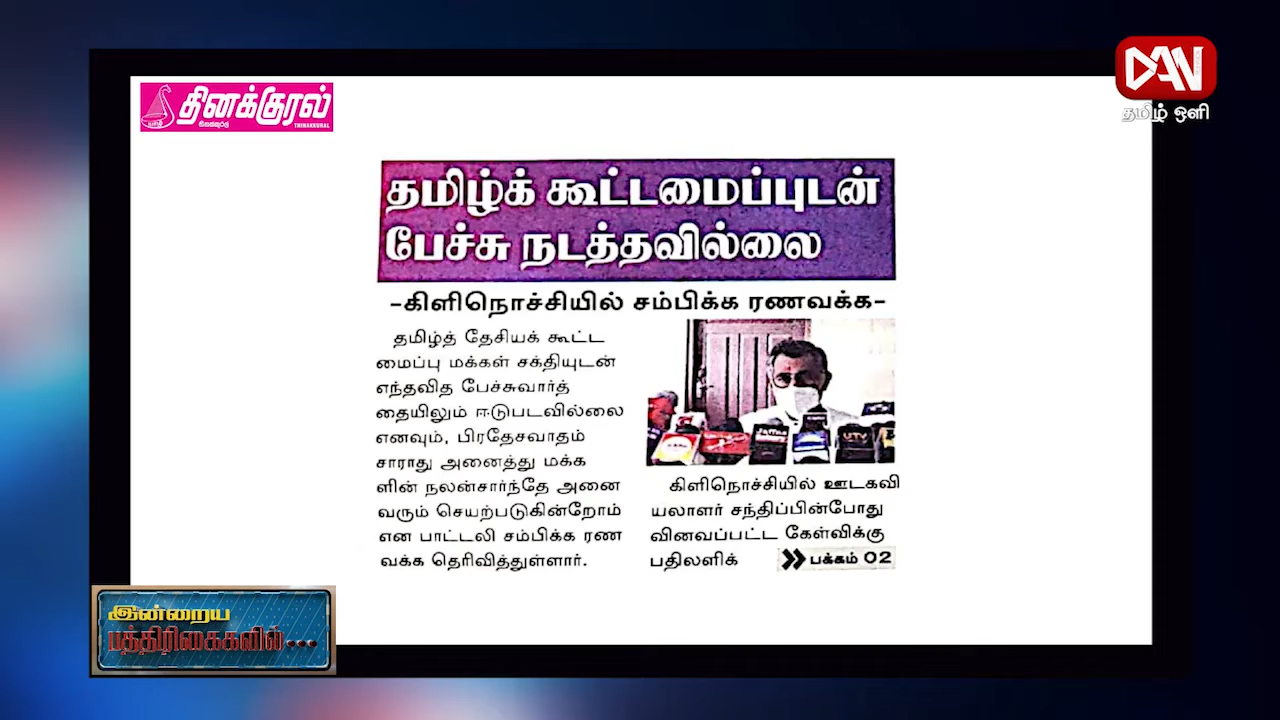 தினக்குரல்
THINAKKURAL
DAN
தமிழ் ஒளி
தமிழ்க் கூட்டமைப்புடன்
பேச்சு நடத்தவில்லை
-கிளிநொச்சியில் சம்பிக்க ரணவக்க-
தமிழ்த் தேசியக் கூட்ட
மைப்பு மக்கள் சக்தியுடன்
எந்தவித பேச்சுவார்த்
தையிலும் ஈடுபடவில்லை
எனவும், பிரதேசவாதம்
சாராது அனைத்து மக்க
ளின் நலன்சார்ந்தே அனை
வரும் செயற்படுகின்றோம்
என பாட்டலி சம்பிக்க ரண
வக்க தெரிவித்துள்ளார்.
UTV
கிளிநொச்சியில் ஊடகவி
யலாளர் சந்திப்பின்போது
வினவப்பட்ட கேள்விக்கு
பதிலளிக் பக்கம் 02
இன்றைய
பத்திரிகைகளில்...